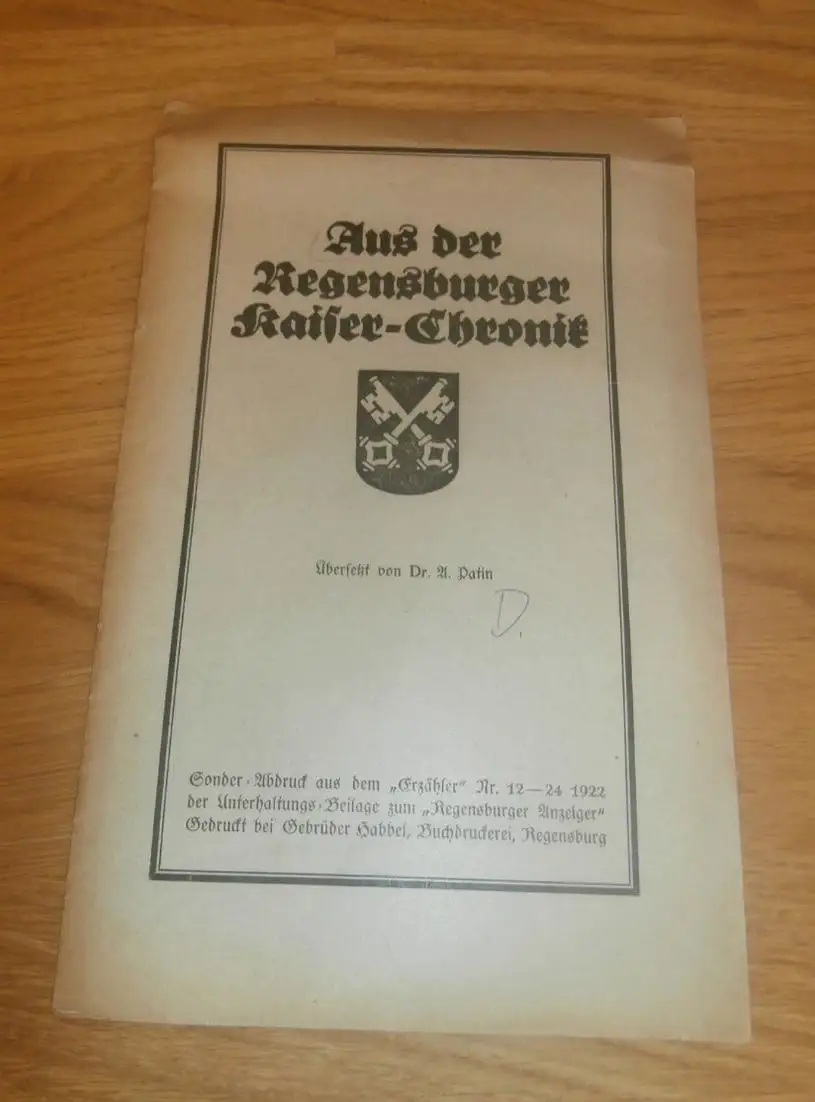 Aus der
Regensburger
Kaiser-Chronik
Übersetzt von Dr. A. Patin
D.
Sonder-Abdruck aus dem „Erzähler" Nr. 12—24 1922
der Unterhaltungs-Beilage zum „Regensburger Anzeiger"
Gedruckt bei Gebrüder Habbel, Buchdruckerei, Regensburg